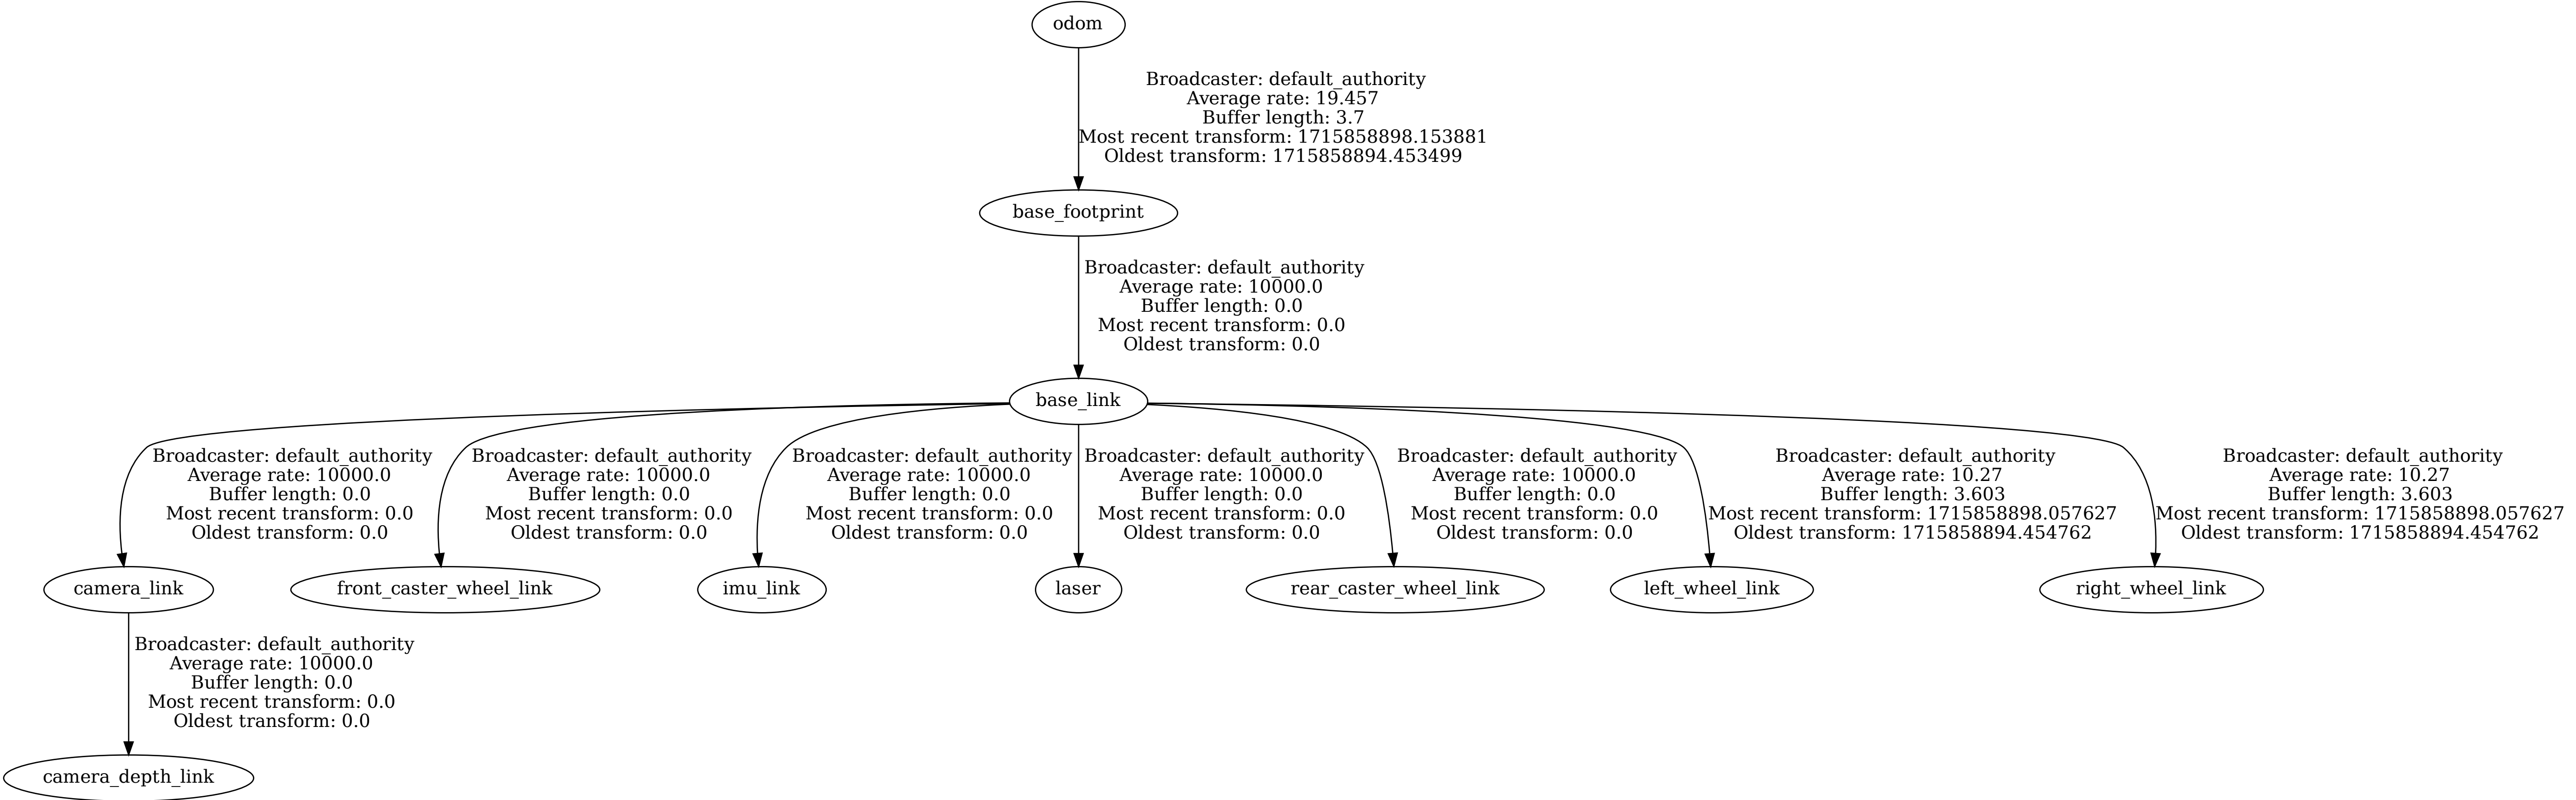 odom
Broadcaster: default_authority
Average rate: 19.457
Buffer length: 3.7
Most recent transform: 1715858898.153881
Oldest transform: 1715858894.453499
base_footprint
Broadcaster: default_authority
Average rate: 10000.0
Buffer length: 0.0
Most recent transform: 0.0
Oldest transform: 0.0
base_link
Broadcaster: default_authority
Average rate: 10000.0
Buffer length: 0.0
Most recent transform: 0.0
Oldest transform: 0.0
Broadcaster: default_authority
Average rate: 10000.0
Buffer length: 0.0
Most recent transform: 0.0
Oldest transform: 0.0
Broadcaster: default_authority
Average rate: 10000.0
Buffer length: 0.0
Most recent transform: 0.0
Oldest transform: 0.0
Broadcaster: default_authority
Average rate: 10000.0
Buffer length: 0.0
Most recent transform: 0.0
Oldest transform: 0.0
Broadcaster: default_authority
Average rate: 10000.0
Buffer length: 0.0
Most recent transform: 0.0
Oldest transform: 0.0
Broadcaster: default_authority
Average rate: 10.27
Buffer length: 3.603
Most recent transform: 1715858898.057627
Oldest transform: 1715858894.454762
Broadcaster: default_authority
Average rate: 10.27
Buffer length: 3.603
Most recent transform: 1715858898.057627
Oldest transform: 1715858894.454762
camera_link
front_caster_wheel_link
imu_link
laser
rear_caster_wheel_link
left_wheel_link
right_wheel_link
Broadcaster: default_authority
Average rate: 10000.0
Buffer length: 0.0
Most recent transform: 0.0
Oldest transform: 0.0
camera_depth_link